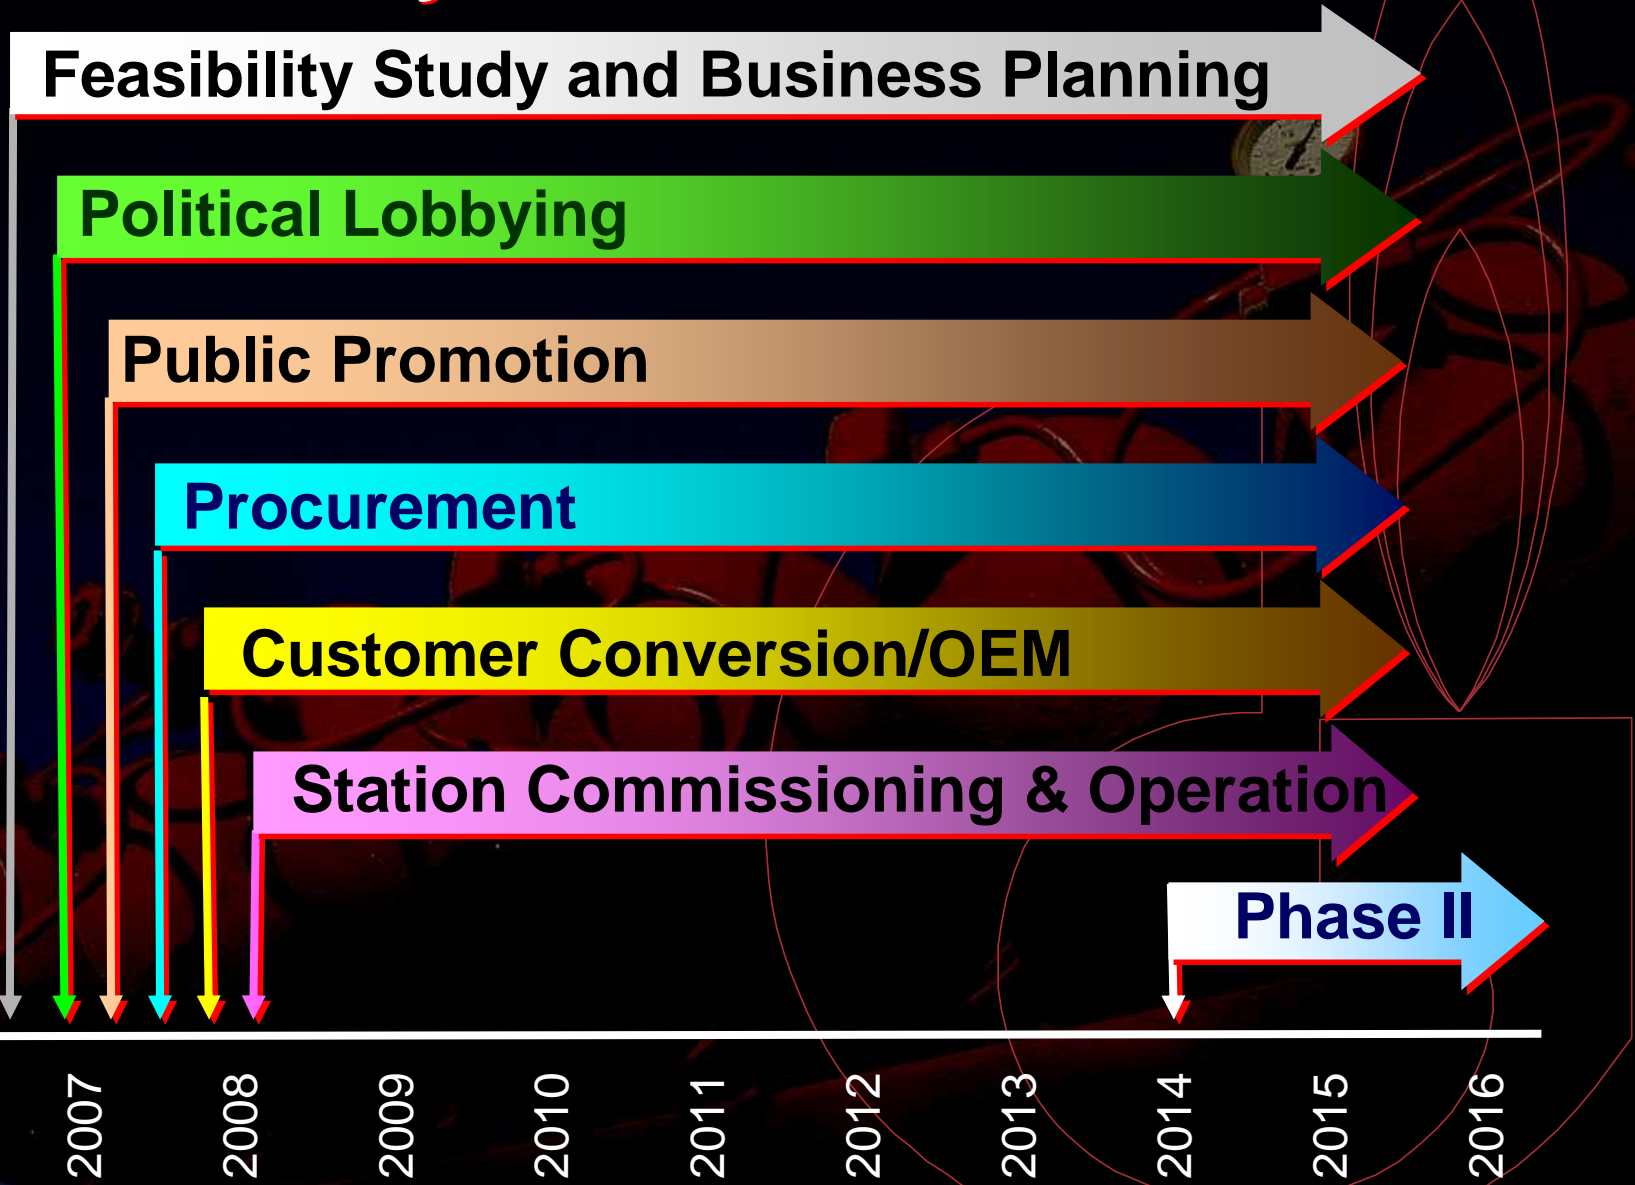 Feasibility Study and Business Planning
Political Lobbying
Public Promotion
Procurement
Customer Conversion/OEM
Station Commissioning & Operation
Phase II
2007
2008
2009
2010
2011
2012
2013
2014
2015
2016